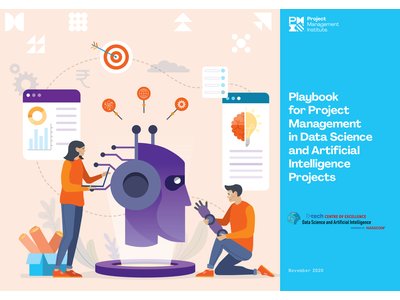 Project
Management
Institute
Playbook
for Project
Management
in Data Science
and Artificial
Intelligence
Projects
CENTRE OF EXCELLENCE
Data Science and Artificial Intelligence
NASSCOM
November 2020